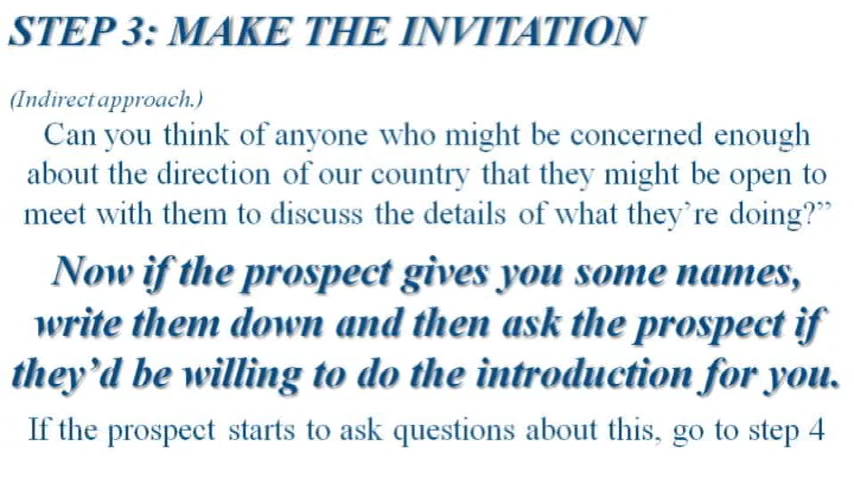 STEP 3: MAKE THE INVITATION
(Indirect approach.)
Can you think of anyone who might be concerned enough
about the direction of our country that they might be open to
meet with them to discuss the details of what they’re doing?”
Now if the prospect gives you some names,
write them down and then ask the prospect if
they’d be willing to do the introduction for you.
If the prospect starts to ask questions about this, go to step 4